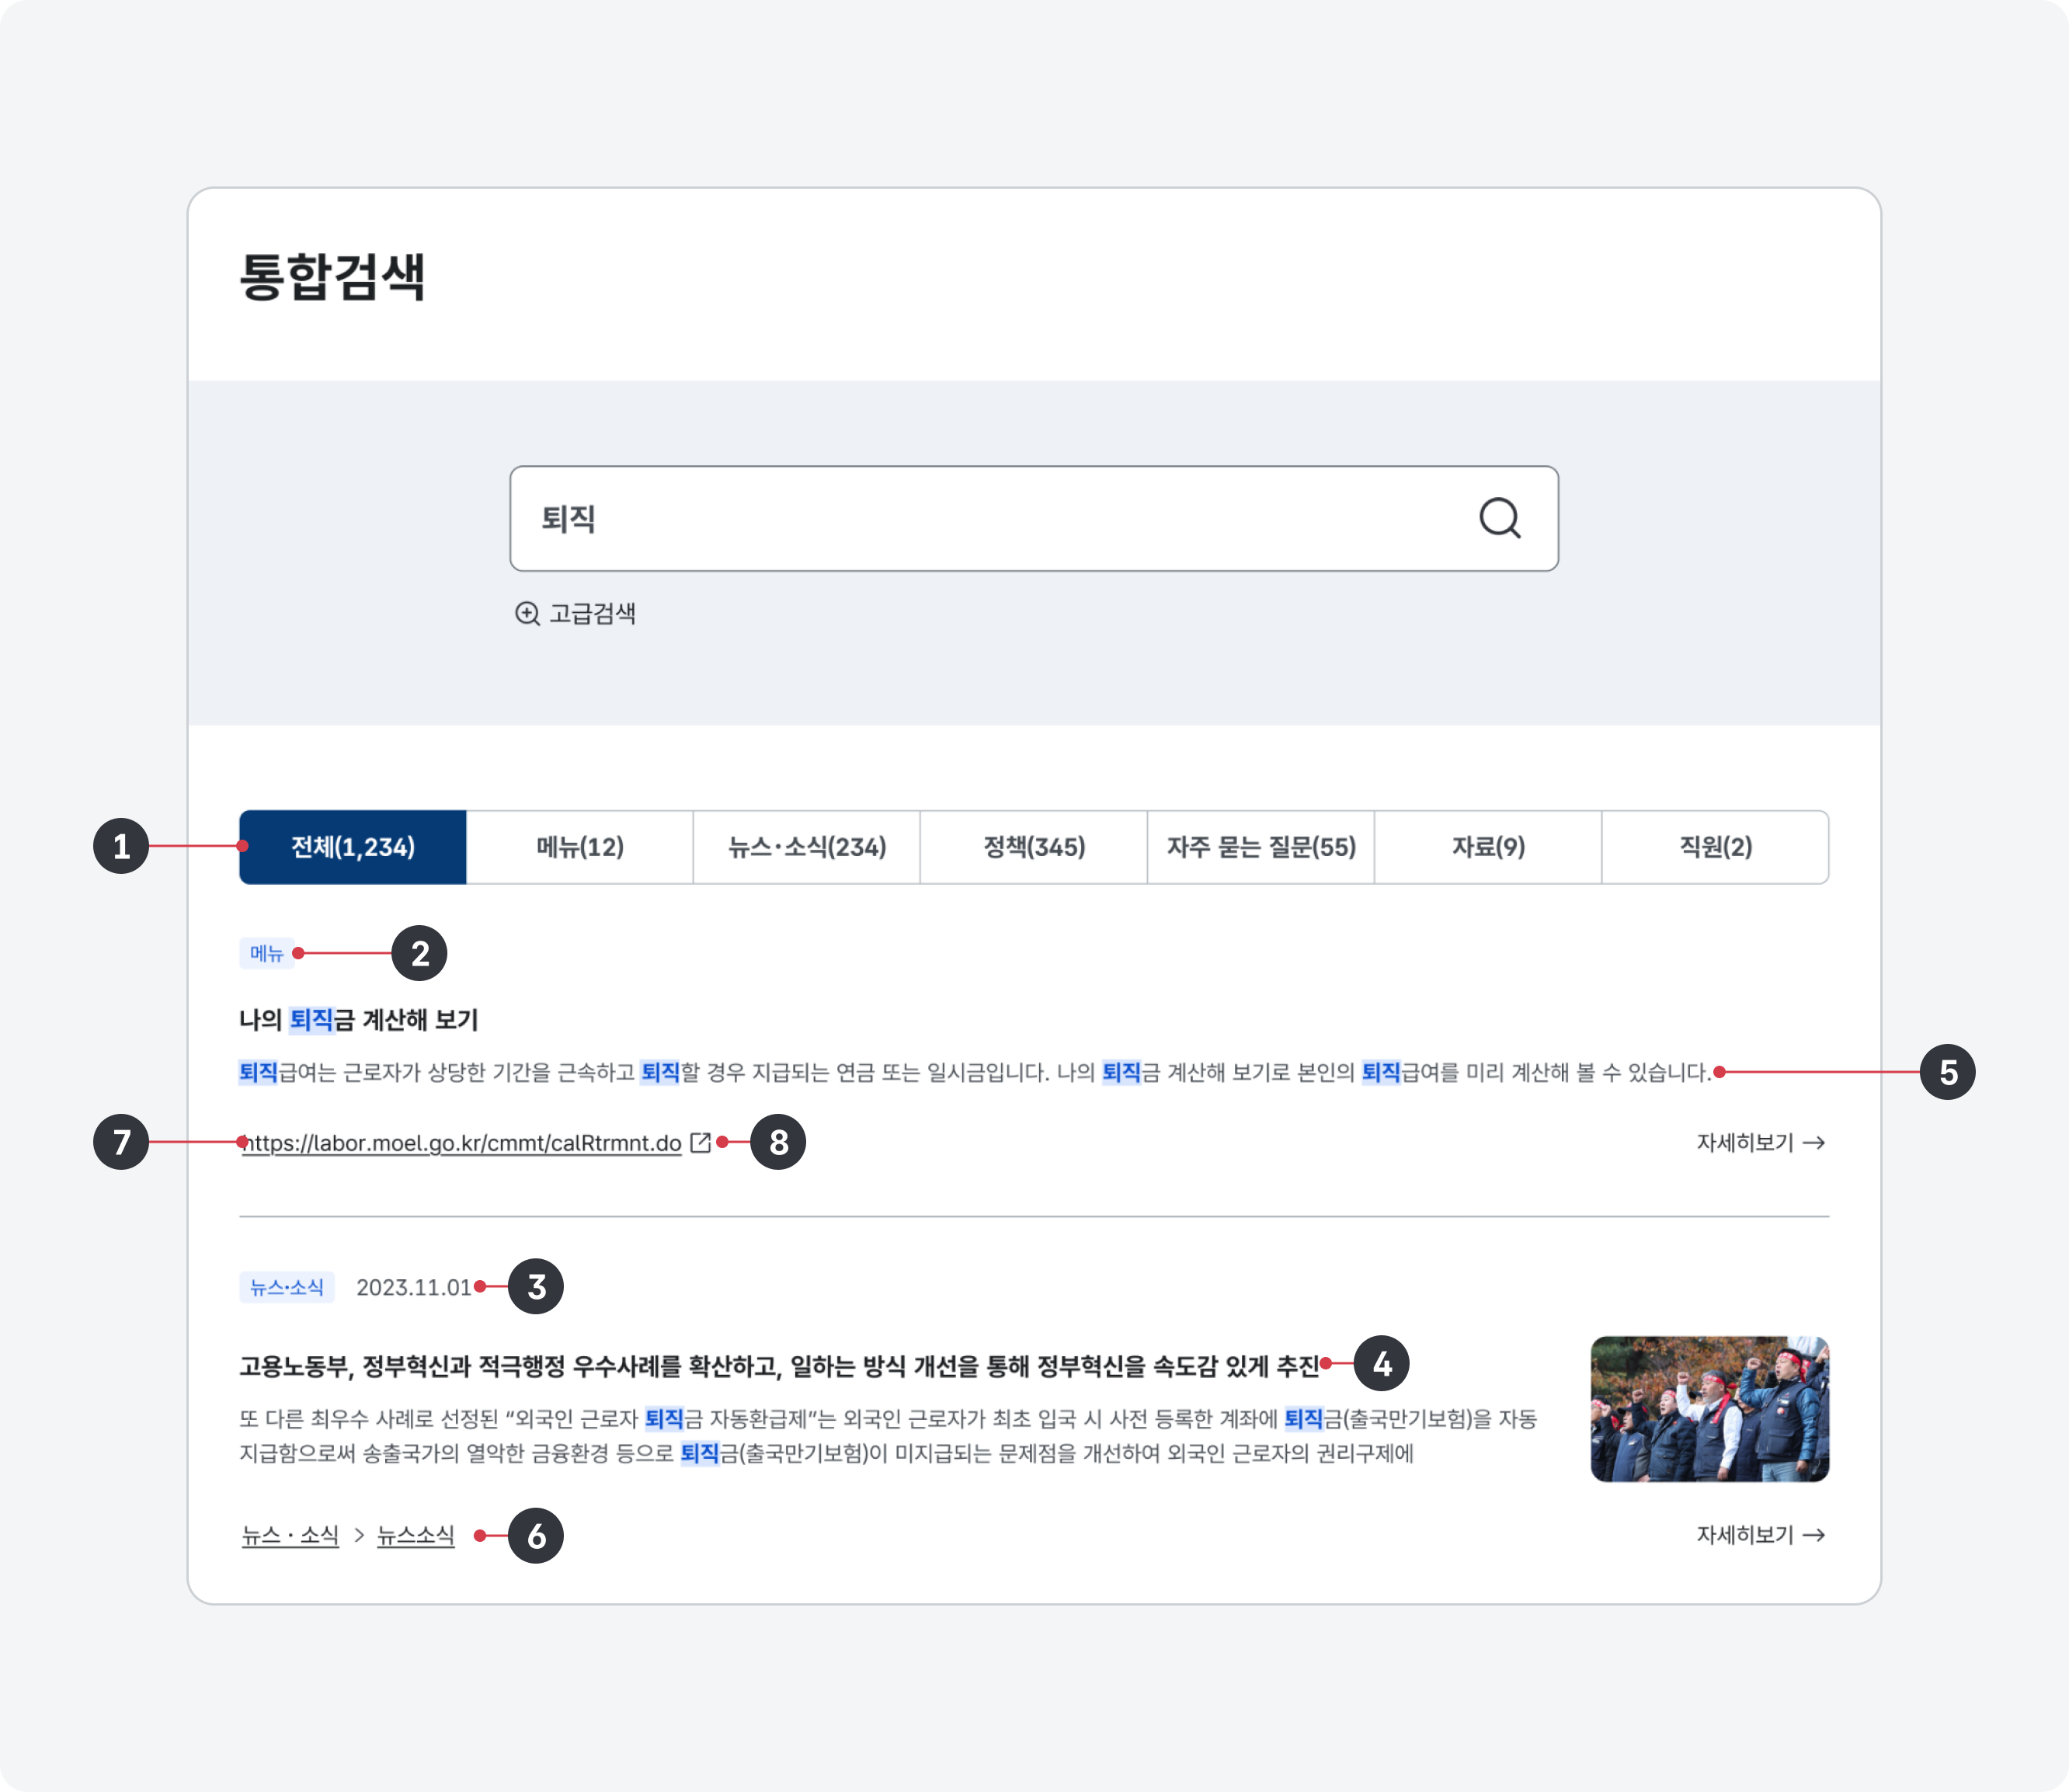 통합검색
퇴직
고급검색
1
전체(1,234) 메뉴(12) 뉴스·소식(234) 정책(345) 자주 묻는 질문(55) 자료(9) 직원(2)
메뉴 2
나의 퇴직금 계산해 보기
퇴직급여는 근로자가 상당한 기간을 근속하고 퇴직할 경우 지급되는 연금 또는 일시금입니다. 나의 퇴직금 계산해 보기로 본인의 퇴직급여를 미리 계산해 볼 수 있습니다. 5
7 https://labor.moel.go.kr/cmmt/calRtrmnt.do 8 자세히보기
뉴스·소식 2023.11.01 3
고용노동부, 정부혁신과 적극행정 우수사례를 확산하고, 일하는 방식 개선을 통해 정부혁신을 속도감 있게 추진 4
또 다른 최우수 사례로 선정된 “외국인 근로자 퇴직금 자동환급제”는 외국인 근로자가 최초 입국 시 사전 등록한 계좌에 퇴직금(출국만기보험)을 자동
지급함으로써 송출국가의 열악한 금융환경 등으로 퇴직금(출국만기보험)이 미지급되는 문제점을 개선하여 외국인 근로자의 권리구제에
뉴스 · 소식 > 뉴스소식 6 자세히보기